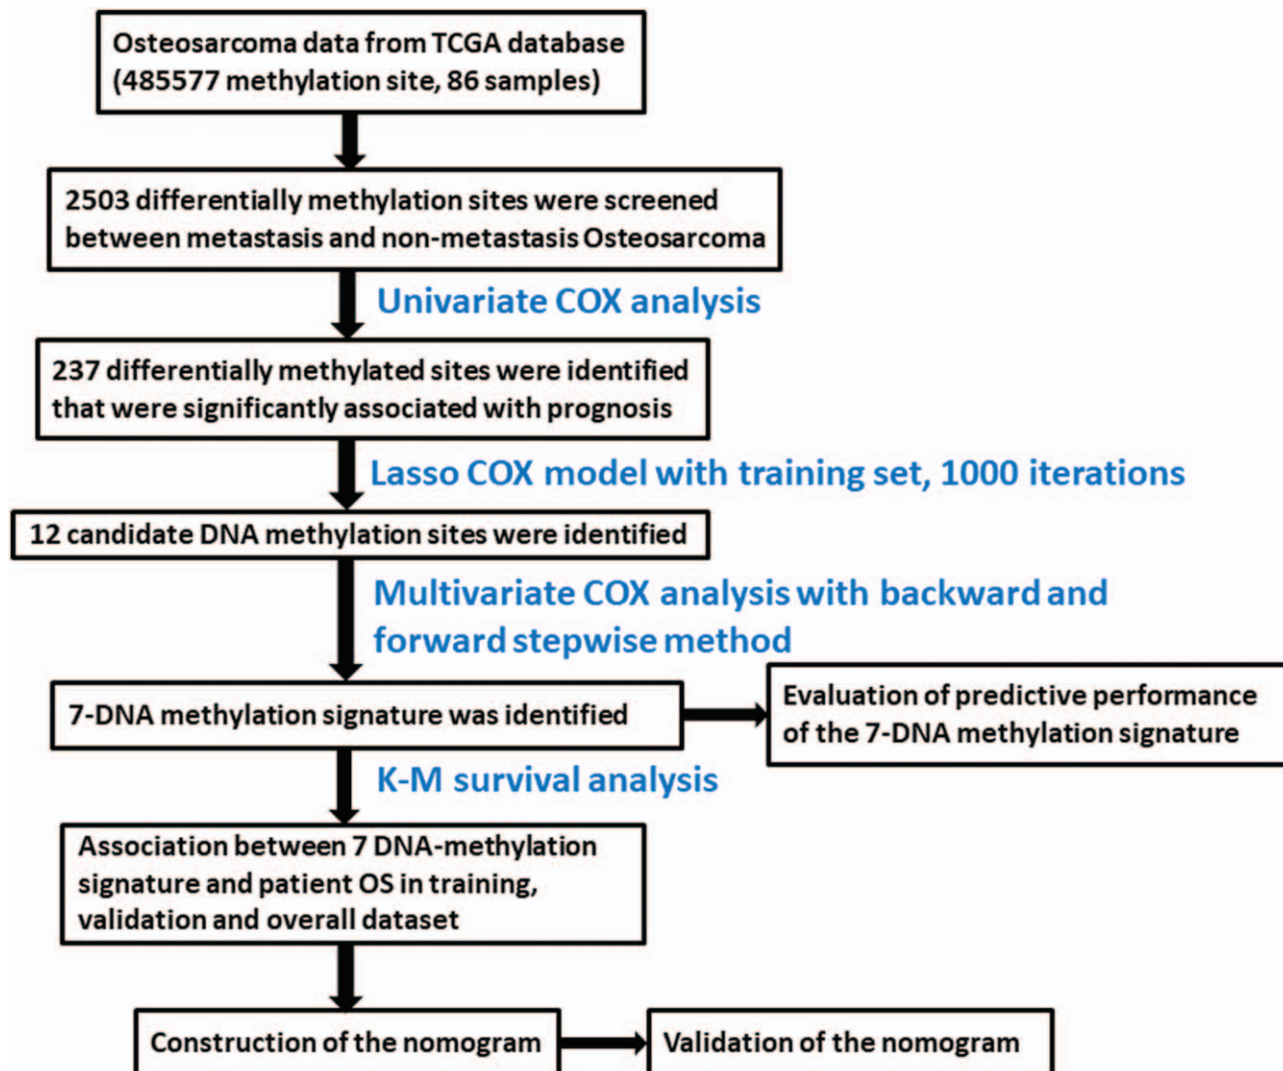 Osteosarcoma data from TCGA database
(485577 methylation site, 86 samples)
2503 differentially methylation sites were screened
between metastasis and non-metastasis Osteosarcoma
Univariate COX analysis
237 differentially methylated sites were identified
that were significantly associated with prognosis
Lasso COX model with training set, 1000 iterations
12 candidate DNA methylation sites were identified
Multivariate COX analysis with backward and
forward stepwise method
7-DNA methylation signature was identified
Evaluation of predictive performance
of the 7-DNA methylation signature
K-M survival analysis
Association between 7 DNA-methylation
signature and patient OS in training,
validation and overall dataset
Construction of the nomogram
Validation of the nomogram